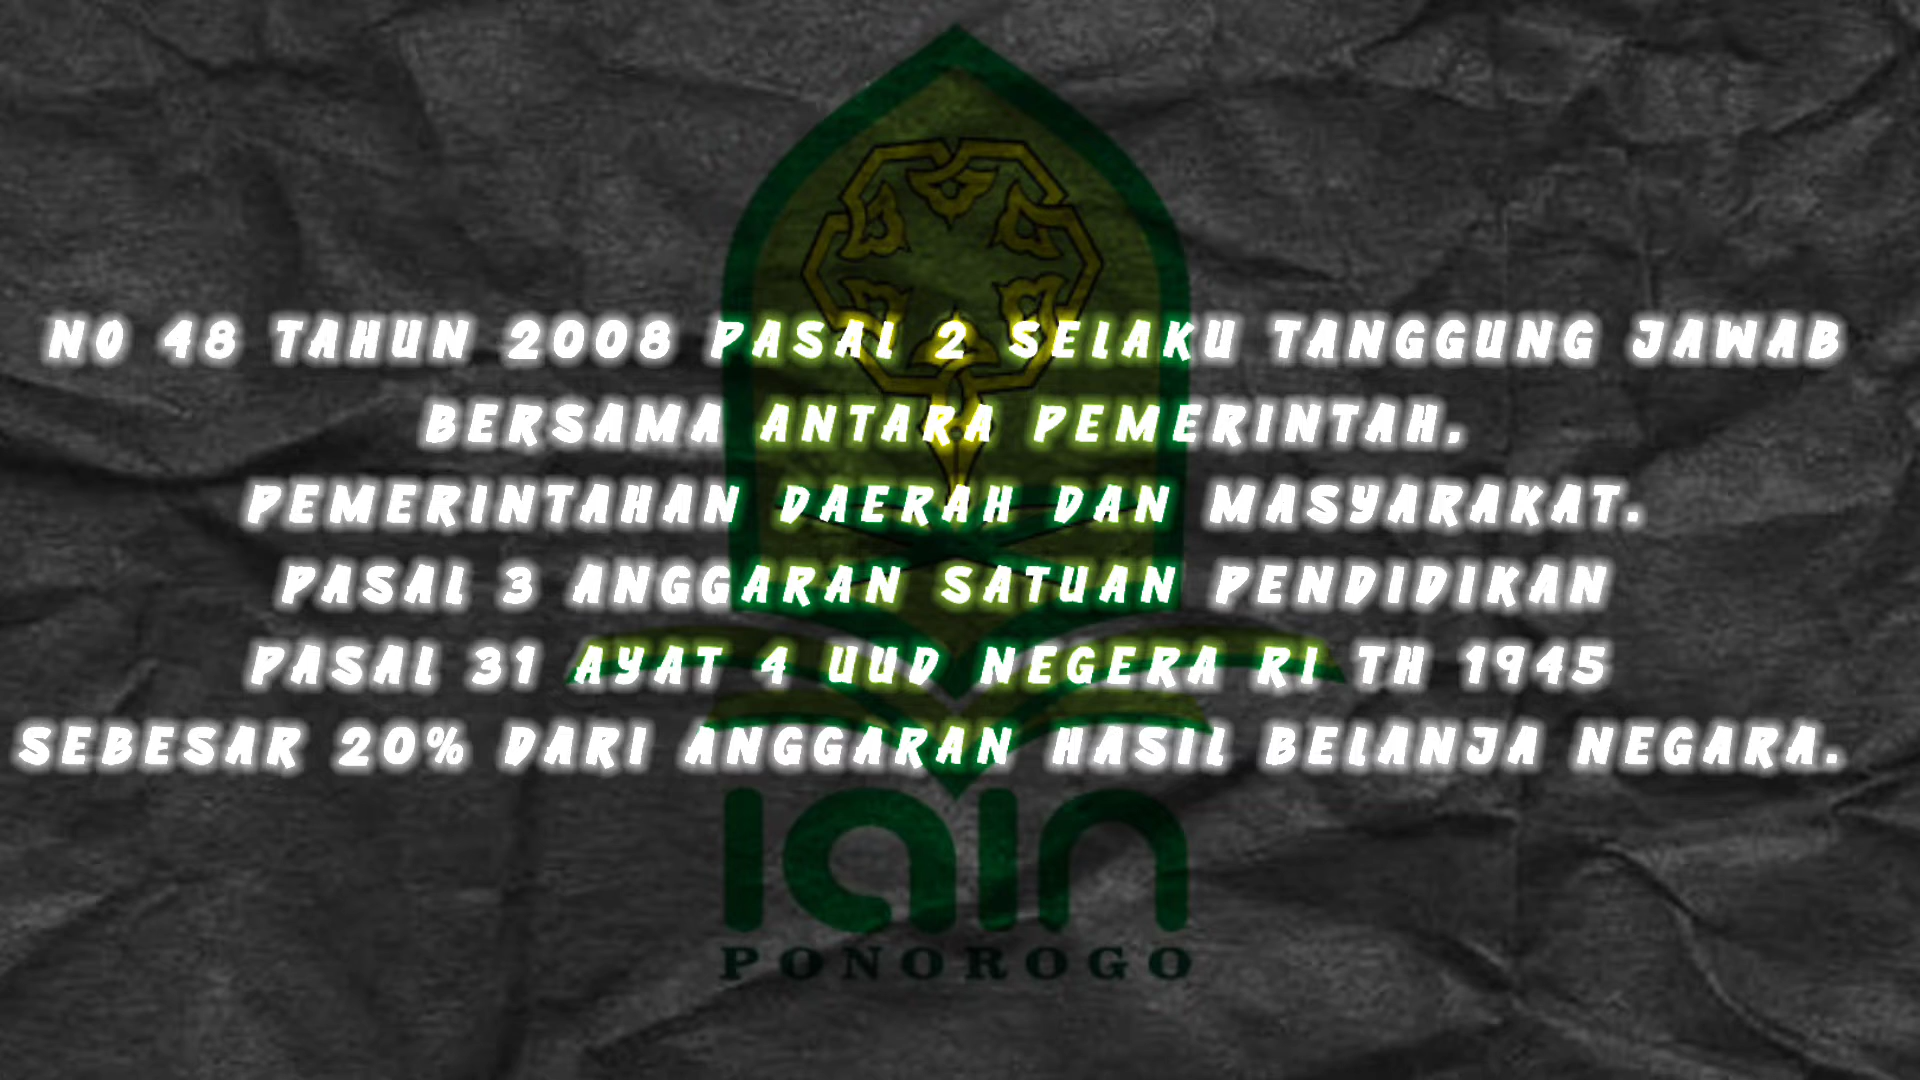 NO 48 TAHUN 2008 PASAL 2 SELAKU TANGGUNG JAWAB
BERSAMA ANTARA PEMERINTAH,
PEMERINTAHAN DAERAH DAN MASYARAKAT.
PASAL 3 ANGGARAN SATUAN PENDIDIKAN
PASAL 31 AYAT 4 UUD NEGERA RI TH 1945
SEBESAR 20% DARI ANGGARAN HASIL BELANJA NEGARA.
iain
PONOROGO